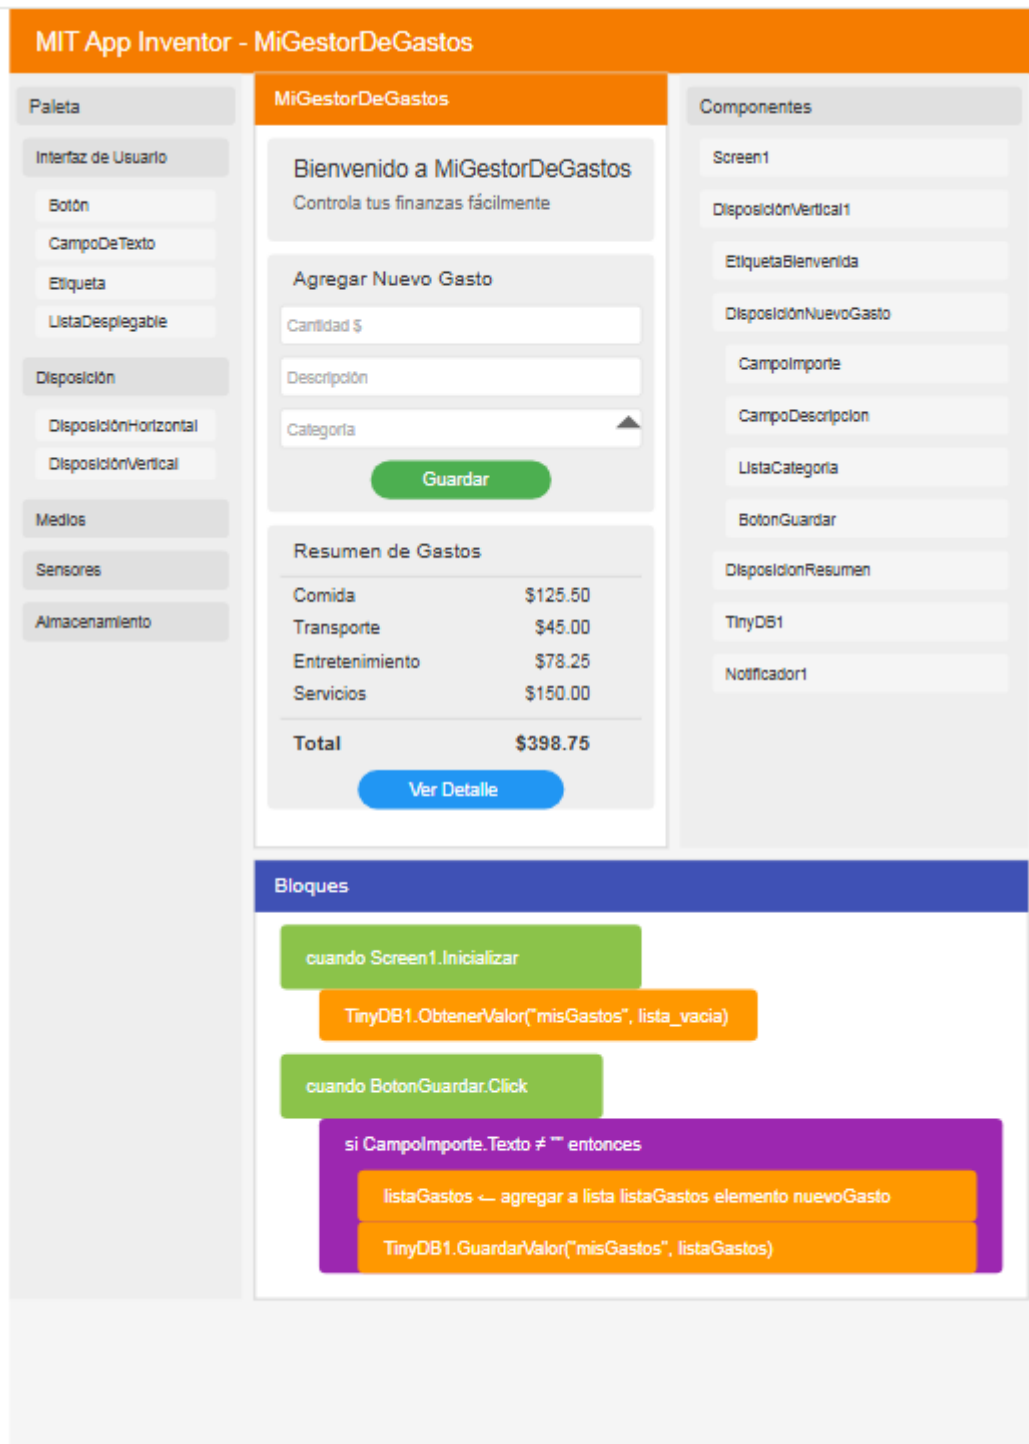 MIT App Inventor - MiGestorDeGastos
Paleta
Interfaz de Usuario
Botón
CampoDeTexto
Etiqueta
ListaDesplegable
Disposición
DisposiciónHorizontal
DisposiciónVertical
Medios
Sensores
Almacenamiento
MiGestorDeGastos
Bienvenido a MiGestorDeGastos
Controla tus finanzas fácilmente
Agregar Nuevo Gasto
Cantidad $
Descripción
Categoría
Guardar
Resumen de Gastos
Comida $125.50
Transporte $45.00
Entretenimiento $78.25
Servicios $150.00
Total $398.75
Ver Detalle
Componentes
Screen1
DisposiciónVertical1
EtiquetaBienvenida
DisposiciónNuevoGasto
CampoImporte
CampoDescripcion
ListaCategoria
BotonGuardar
DisposicionResumen
TinyDB1
Notificador1
Bloques
cuando Screen1.Inicializar
TinyDB1.ObtenerValor("misGastos", lista_vacia)
cuando BotonGuardar.Click
si CampoImporte.Texto ≠ "" entonces
listaGastos ← agregar a lista listaGastos elemento nuevoGasto
TinyDB1.GuardarValor("misGastos", listaGastos)